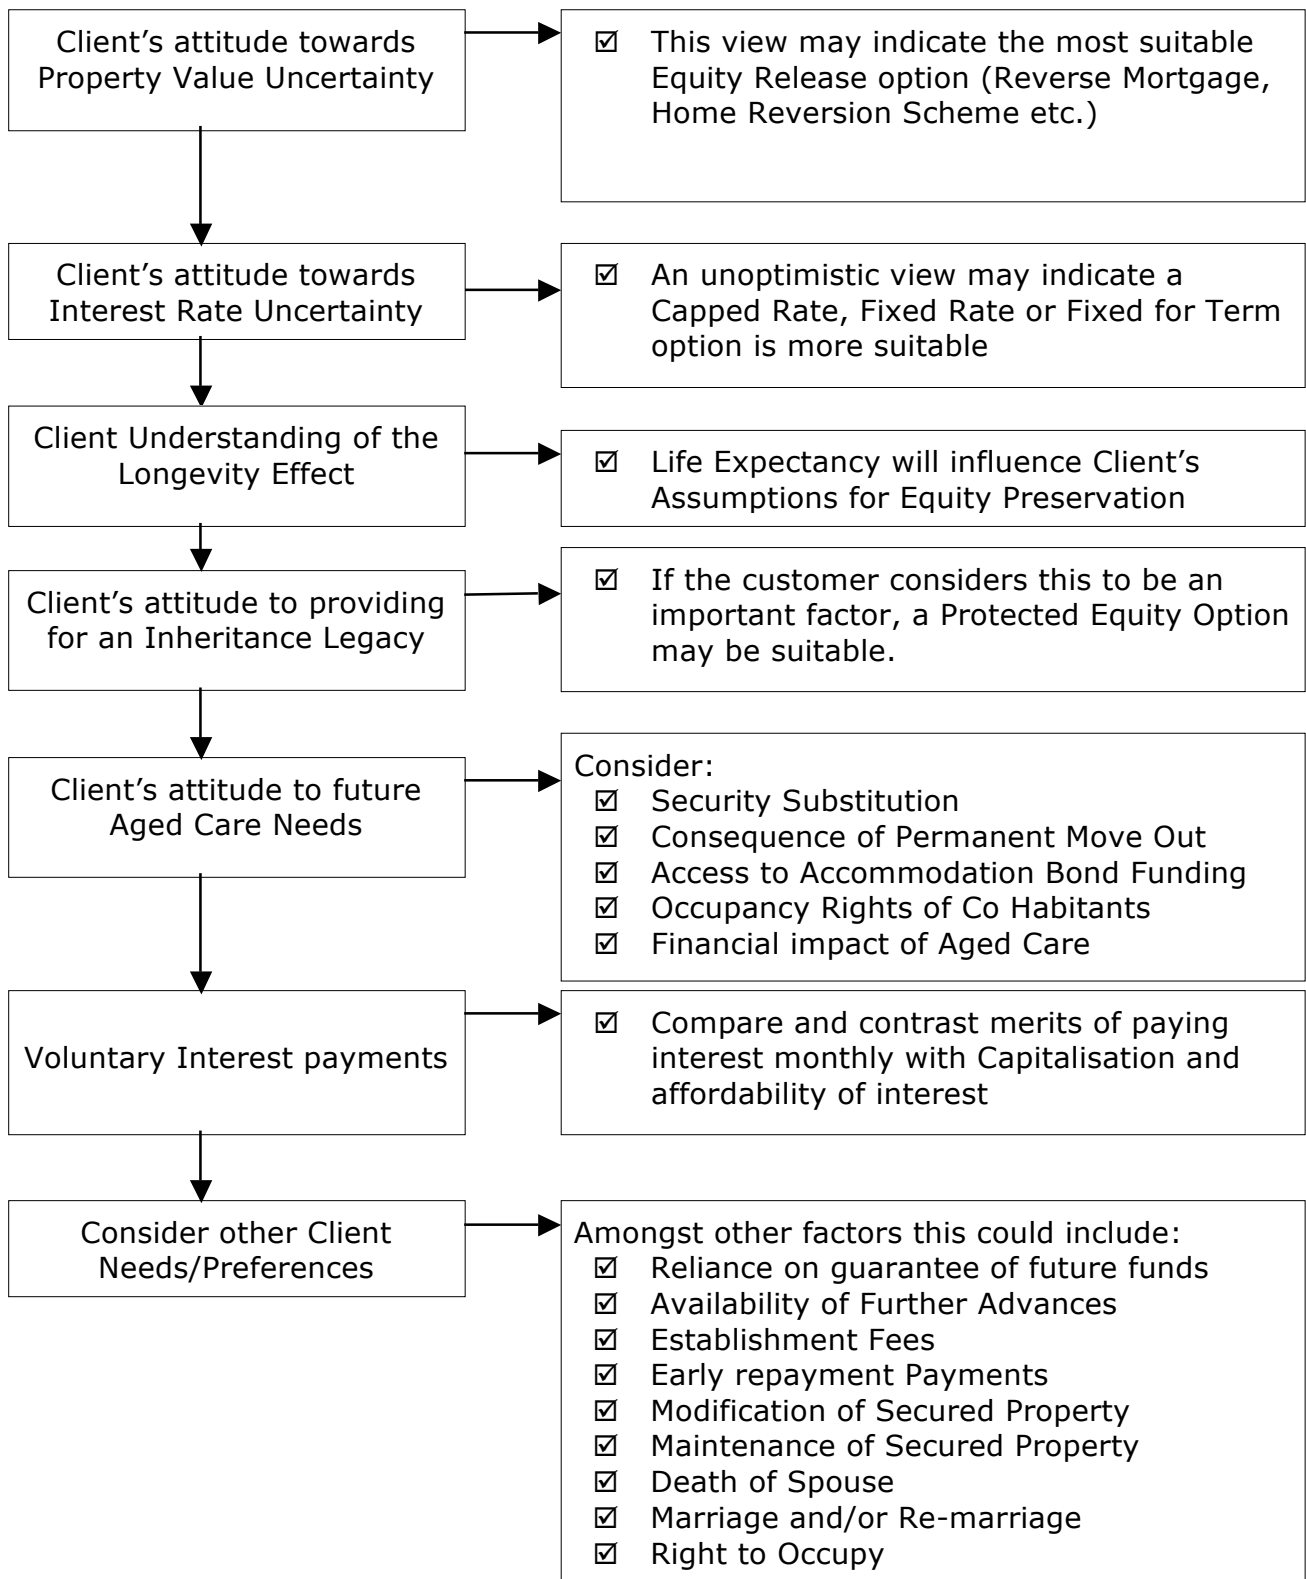 Client's attitude towards
Property Value Uncertainty
☑ This view may indicate the most suitable
Equity Release option (Reverse Mortgage,
Home Reversion Scheme etc.)
Client's attitude towards
Interest Rate Uncertainty
☑ An unoptimistic view may indicate a
Capped Rate, Fixed Rate or Fixed for Term
option is more suitable
Client Understanding of the
Longevity Effect
☑ Life Expectancy will influence Client's
Assumptions for Equity Preservation
Client's attitude to providing
for an Inheritance Legacy
☑ If the customer considers this to be an
important factor, a Protected Equity Option
may be suitable.
Client's attitude to future
Aged Care Needs
Consider:
☑ Security Substitution
☑ Consequence of Permanent Move Out
☑ Access to Accommodation Bond Funding
☑ Occupancy Rights of Co Habitants
☑ Financial impact of Aged Care
Voluntary Interest payments
☑ Compare and contrast merits of paying
interest monthly with Capitalisation and
affordability of interest
Consider other Client
Needs/Preferences
Amongst other factors this could include:
☑ Reliance on guarantee of future funds
☑ Availability of Further Advances
☑ Establishment Fees
☑ Early repayment Payments
☑ Modification of Secured Property
☑ Maintenance of Secured Property
☑ Death of Spouse
☑ Marriage and/or Re-marriage
☑ Right to Occupy